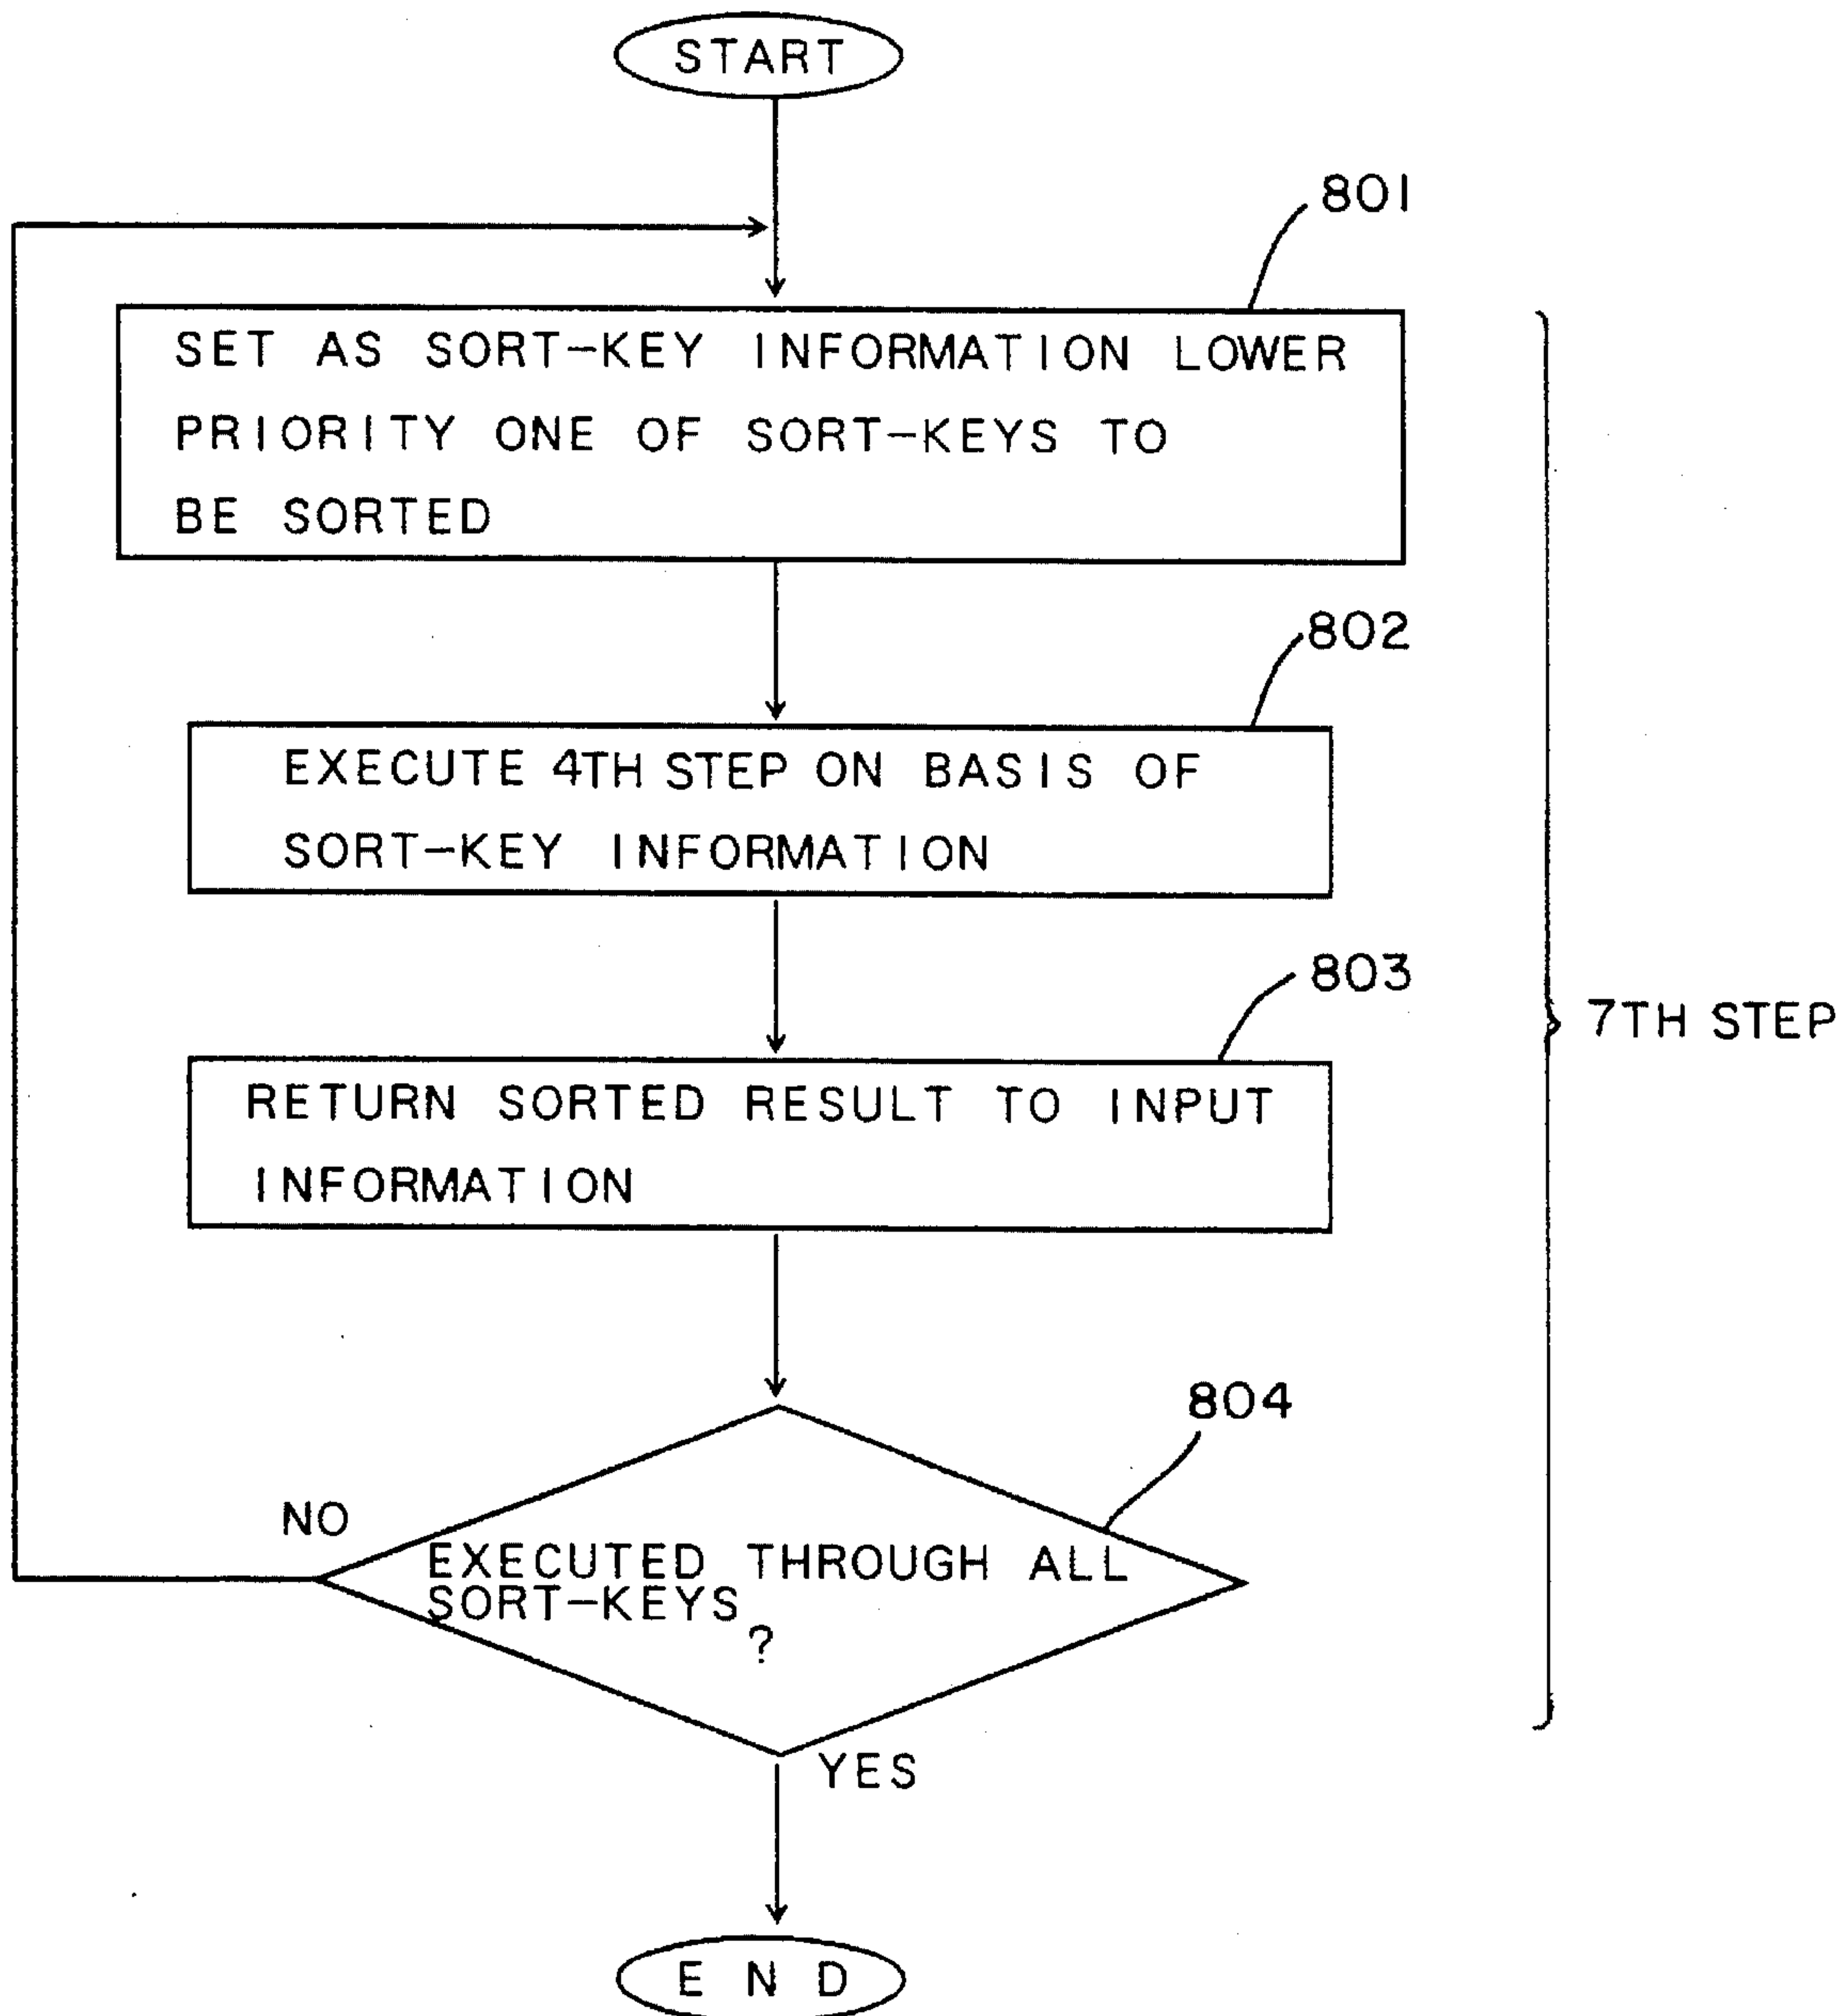 START
801
SET AS SORT-KEY INFORMATION LOWER
PRIORITY ONE OF SORT-KEYS TO
BE SORTED
802
EXECUTE 4TH STEP ON BASIS OF
SORT-KEY INFORMATION
803
RETURN SORTED RESULT TO INPUT
INFORMATION
7TH STEP
804
NO
EXECUTED THROUGH ALL
SORT-KEYS
?
YES
END